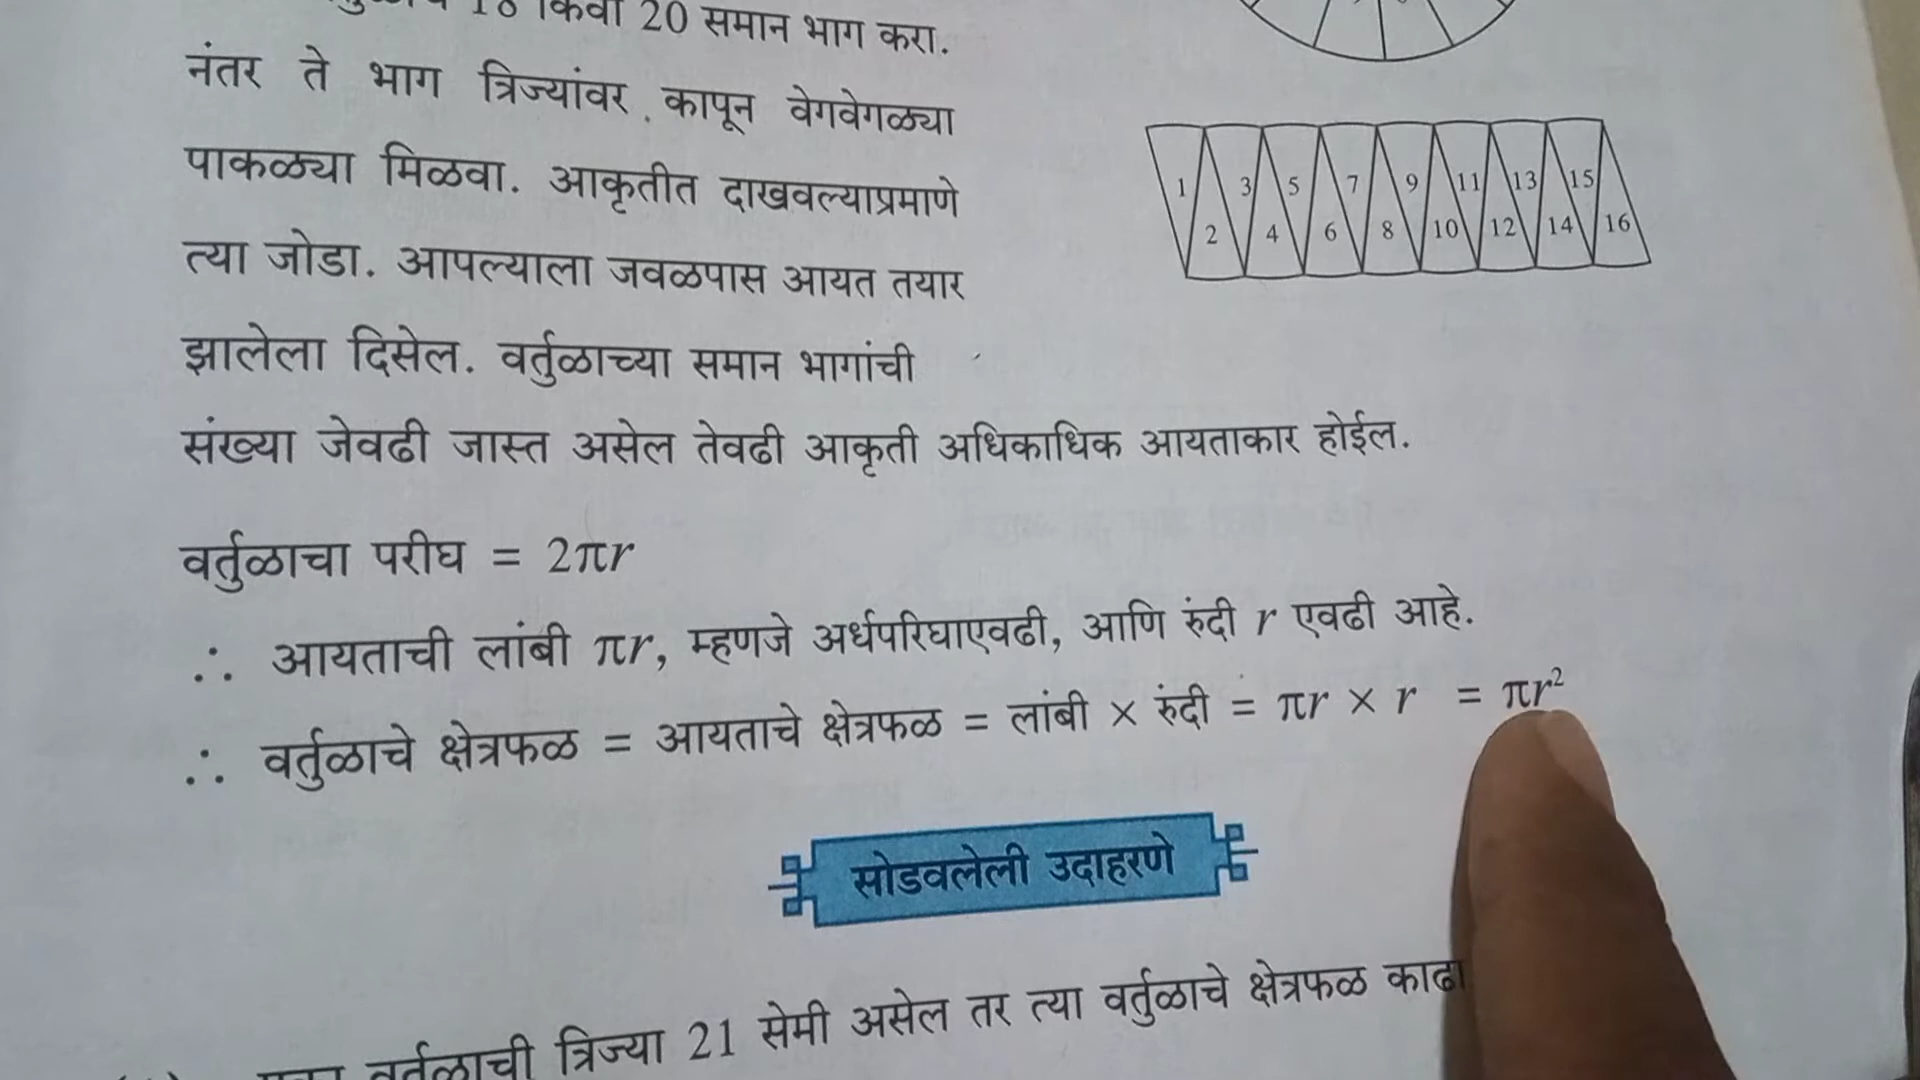 18 किंवा 20 समान भाग करा.
नंतर ते भाग त्रिज्यांवर कापून वेगवेगळ्या
पाकळ्या मिळवा. आकृतीत दाखवल्याप्रमाणे
त्या जोडा. आपल्याला जवळपास आयत तयार
झालेला दिसेल. वर्तुळाच्या समान भागांची
संख्या जेवढी जास्त असेल तेवढी आकृती अधिकाधिक आयताकार होईल.
1 3 5 7 9 11 13 15
2 4 6 8 10 12 14 16
वर्तुळाचा परीघ = 2πr
∴ आयताची लांबी πr, म्हणजे अर्धपरिघाएवढी, आणि रुंदी r एवढी आहे.
∴ वर्तुळाचे क्षेत्रफळ = आयताचे क्षेत्रफळ = लांबी × रुंदी = πr × r = πr²
सोडवलेली उदाहरणे
वर्तुळाची त्रिज्या 21 सेमी असेल तर त्या वर्तुळाचे क्षेत्रफळ काढा